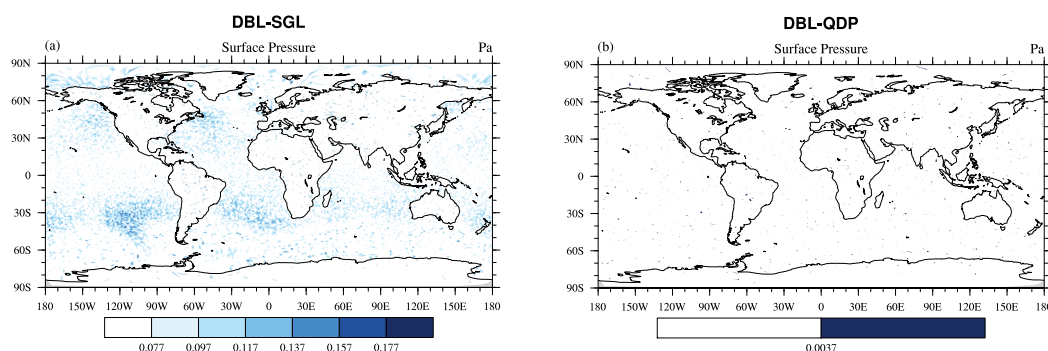 DBL-SGL
(a) Surface Pressure Pa
90N
60N
30N
0
30S
60S
90S
180 150W 120W 90W 60W 30W 0 30E 60E 90E 120E 150E 180
0.077 0.097 0.117 0.137 0.157 0.177
DBL-QDP
(b) Surface Pressure Pa
90N
60N
30N
0
30S
60S
90S
180 150W 120W 90W 60W 30W 0 30E 60E 90E 120E 150E 18
0.0037